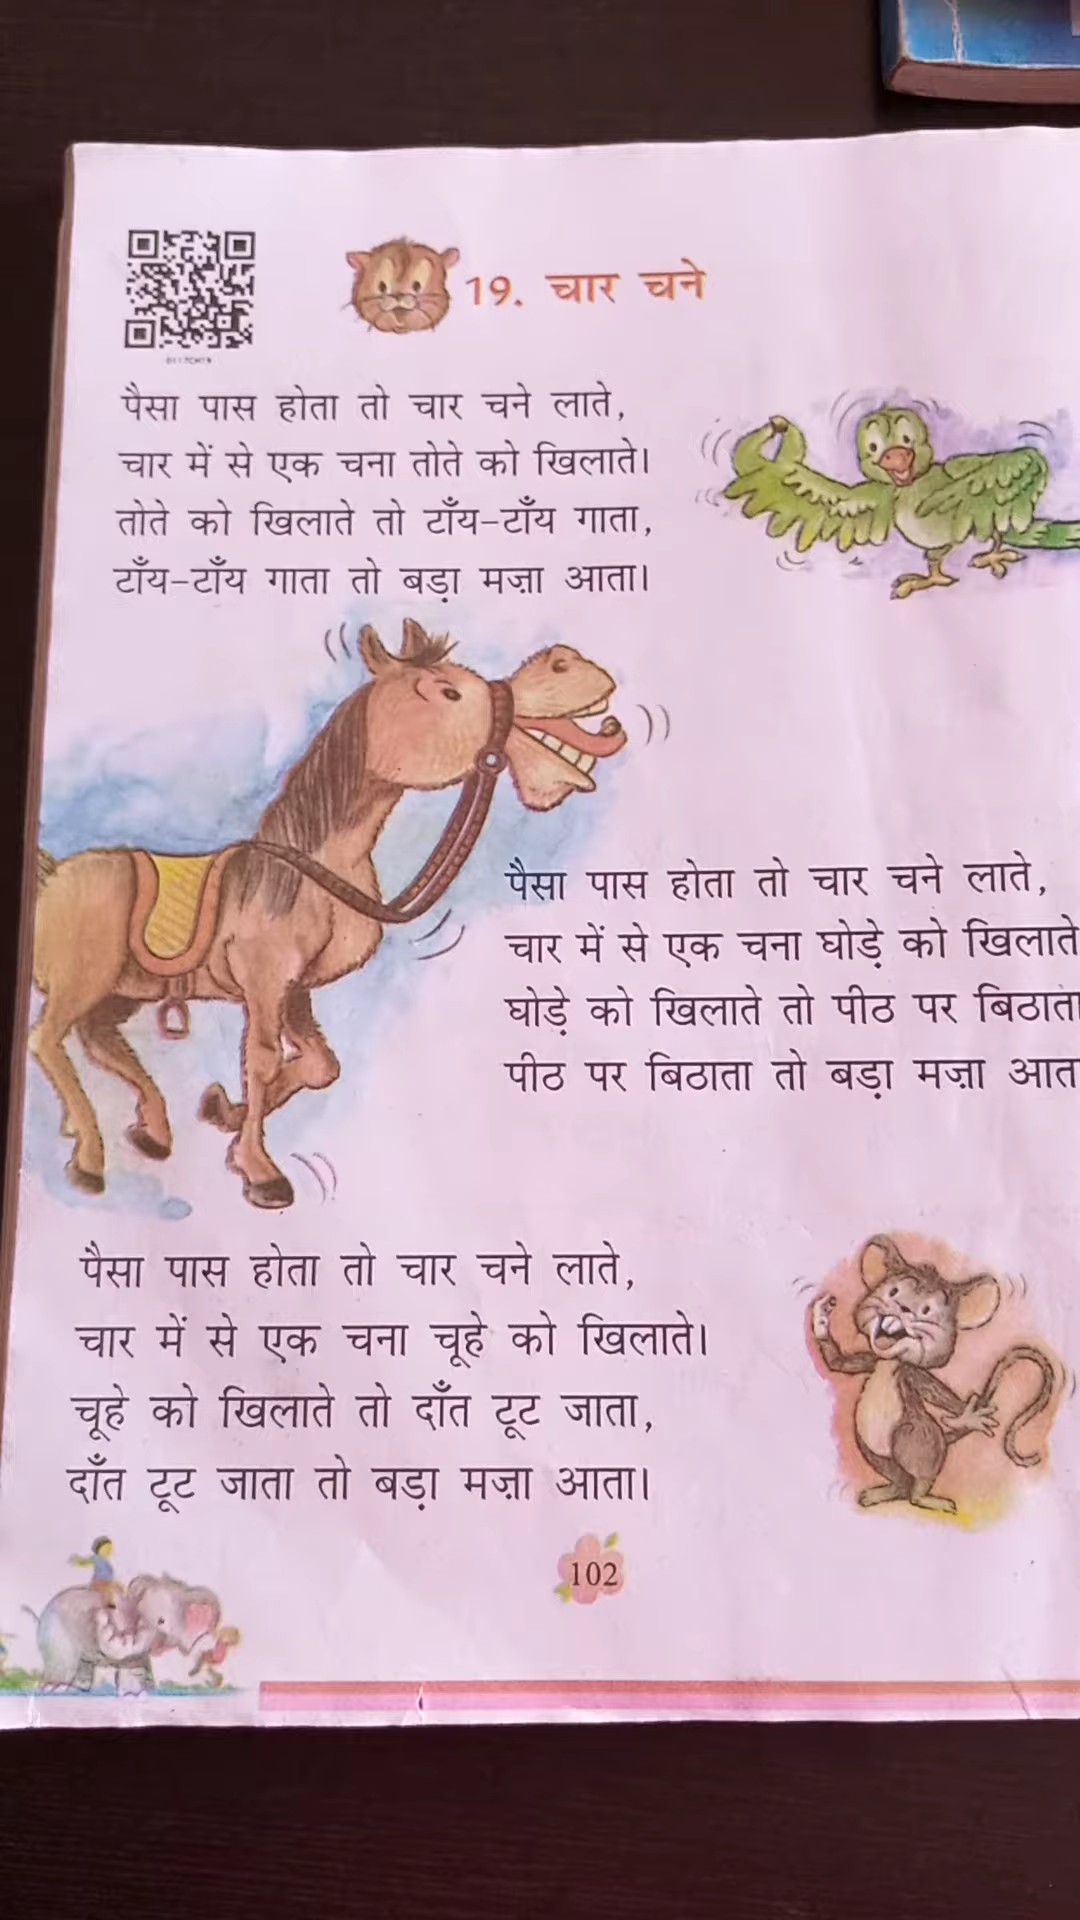 19. चार चने
पैसा पास होता तो चार चने लाते,
चार में से एक चना तोते को खिलाते।
तोते को खिलाते तो टाँय-टाँय गाता,
टाँय-टाँय गाता तो बड़ा मज़ा आता।
पैसा पास होता तो चार चने लाते,
चार में से एक चना घोड़े को खिलाते
घोड़े को खिलाते तो पीठ पर बिठाता
पीठ पर बिठाता तो बड़ा मज़ा आत
पैसा पास होता तो चार चने लाते,
चार में से एक चना चूहे को खिलाते।
चूहे को खिलाते तो दाँत टूट जाता,
दाँत टूट जाता तो बड़ा मज़ा आता।
102